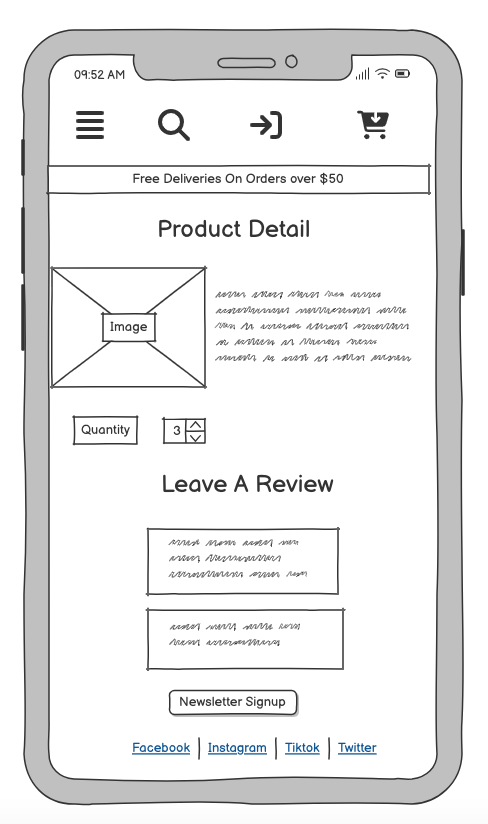 09:52 AM
Free Deliveries On Orders over $50
Product Detail
Image
Quantity
3
Leave A Review
Newsletter Signup
Facebook | Instagram | Tiktok | Twitter